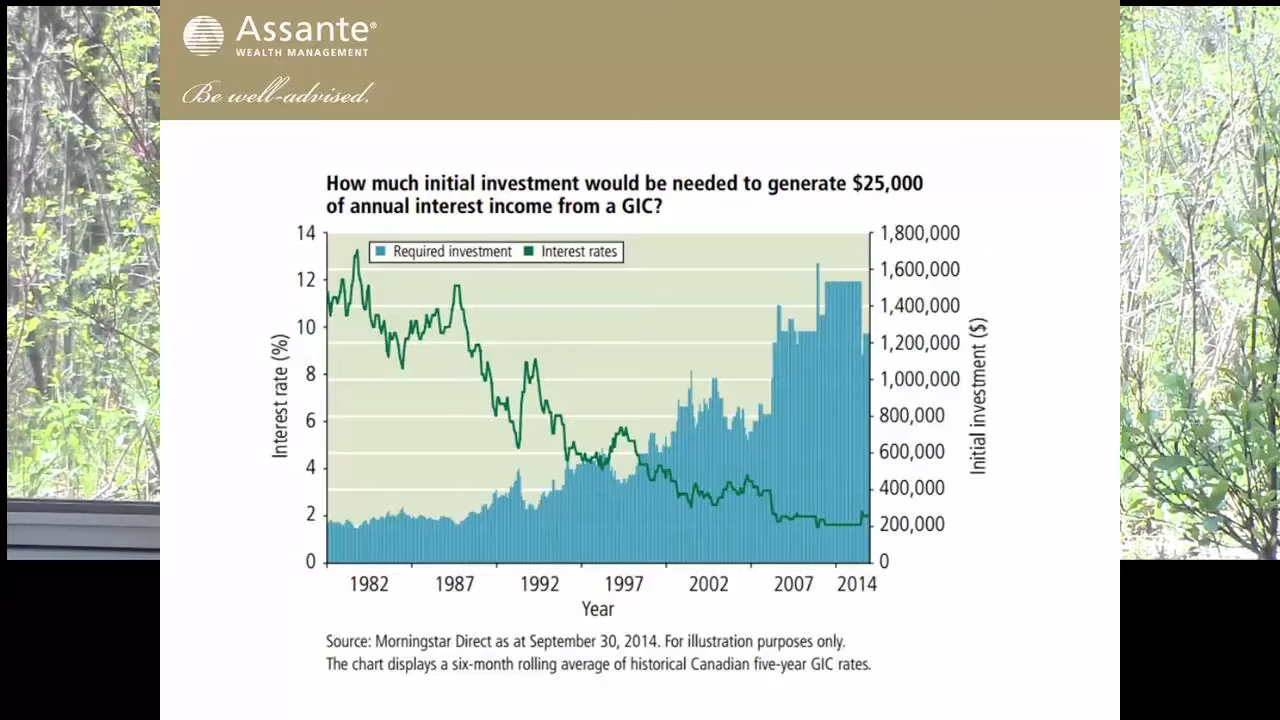 Assante®
WEALTH MANAGEMENT
Be well-advised.
How much initial investment would be needed to generate $25,000
of annual interest income from a GIC?
Required investment
Interest rates
Interest rate (%)
14
12
10
8
6
4
2
0
1,800,000
1,600,000
1,400,000
1,200,000
1,000,000
800,000
600,000
400,000
200,000
0
Initial investment ($)
1982 1987 1992 1997 2002 2007 2014
Year
Source: Morningstar Direct as at September 30, 2014. For illustration purposes only.
The chart displays a six-month rolling average of historical Canadian five-year GIC rates.